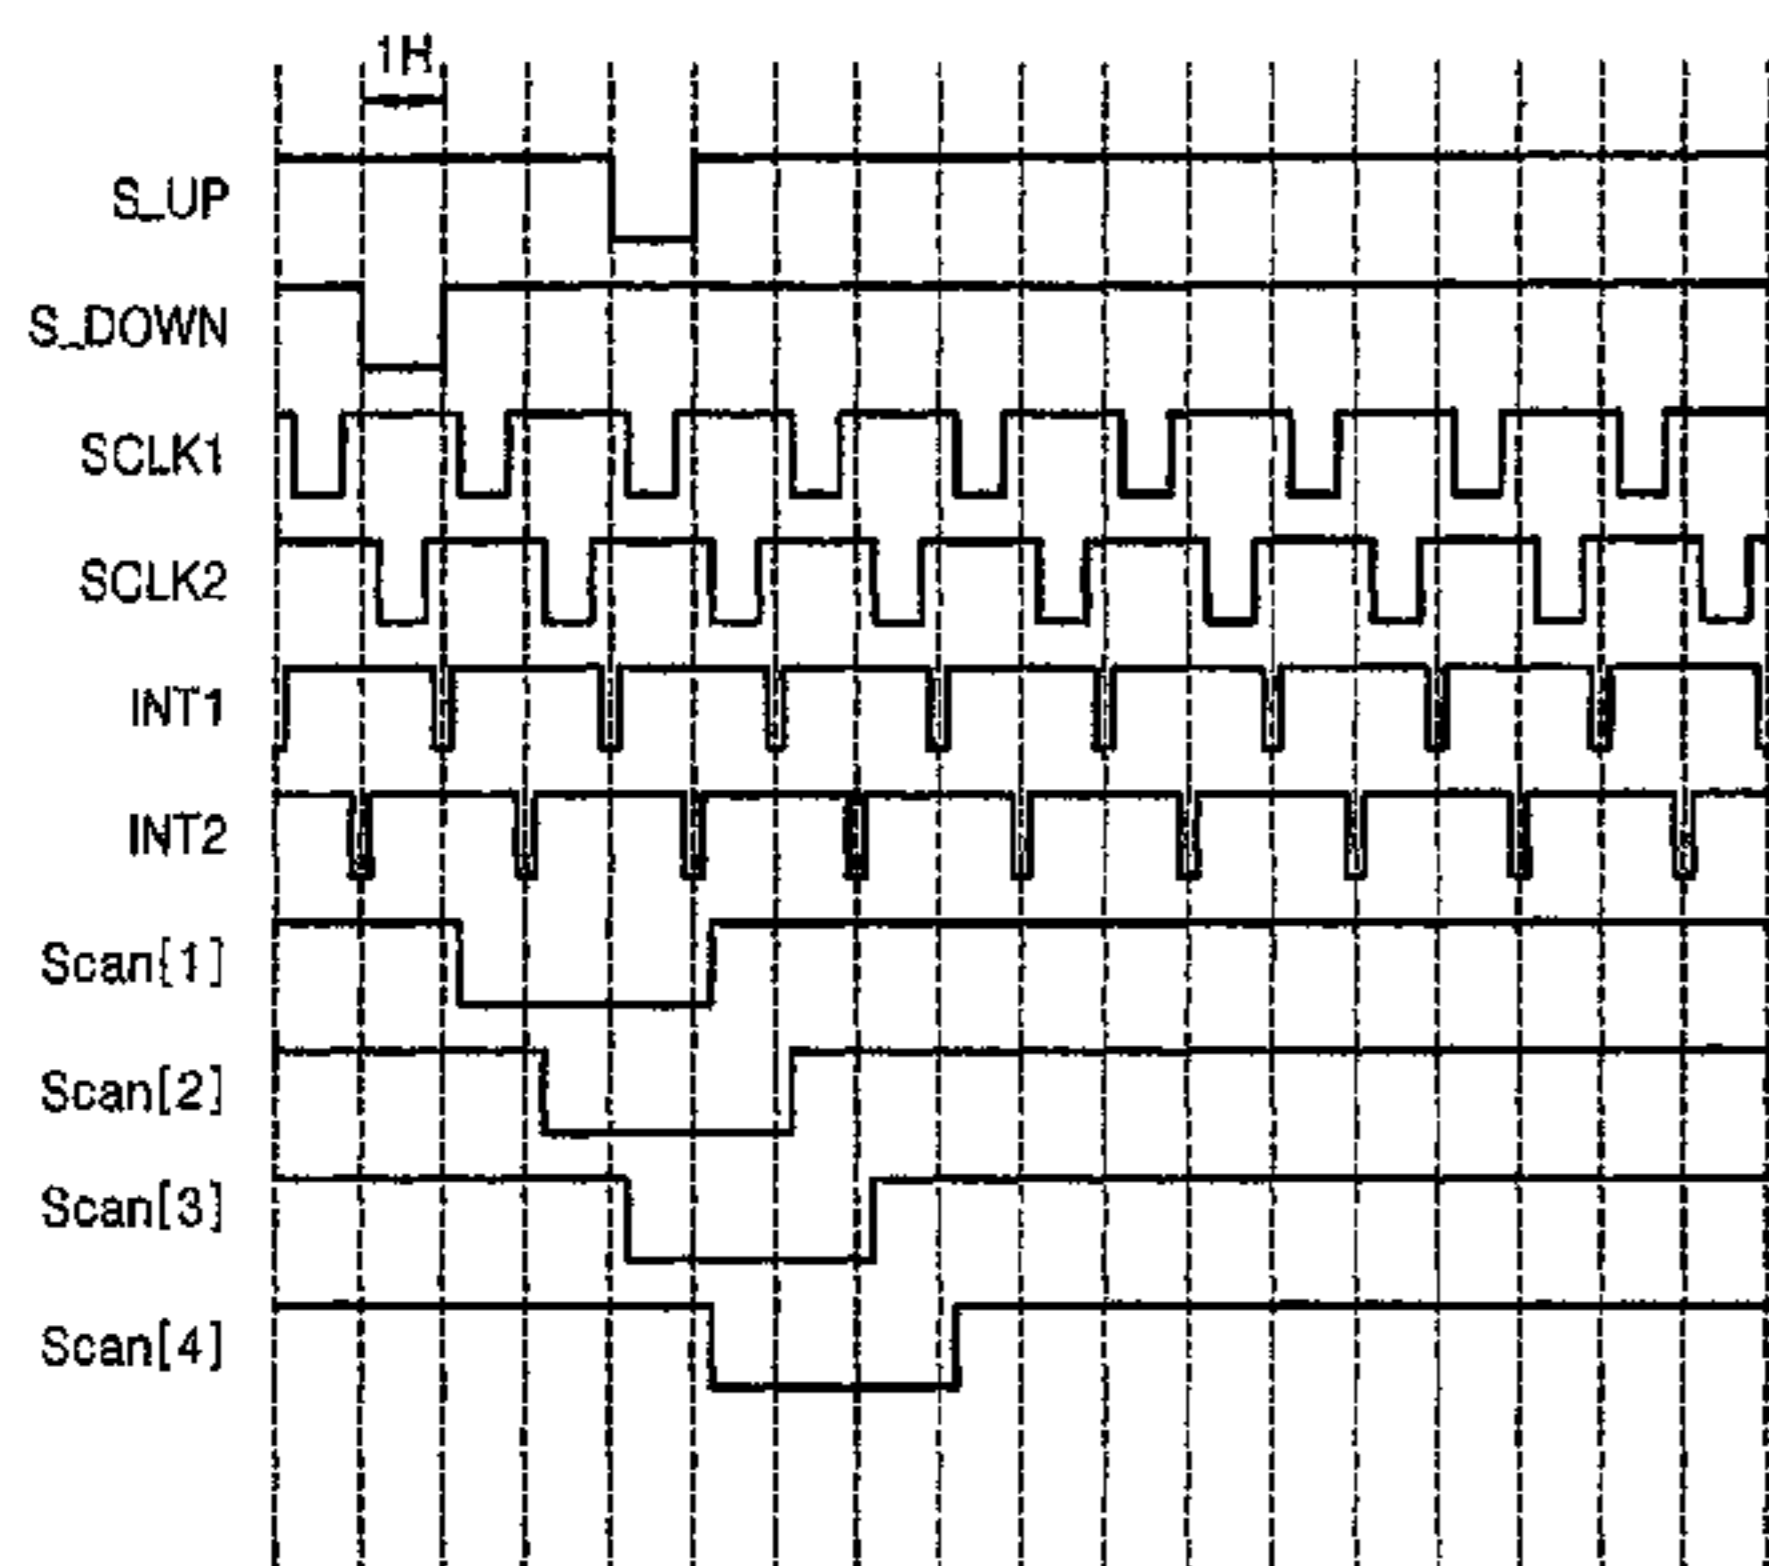 1H
S_UP
S_DOWN
SCLK1
SCLK2
INT1
INT2
Scan[1]
Scan[2]
Scan[3]
Scan[4]